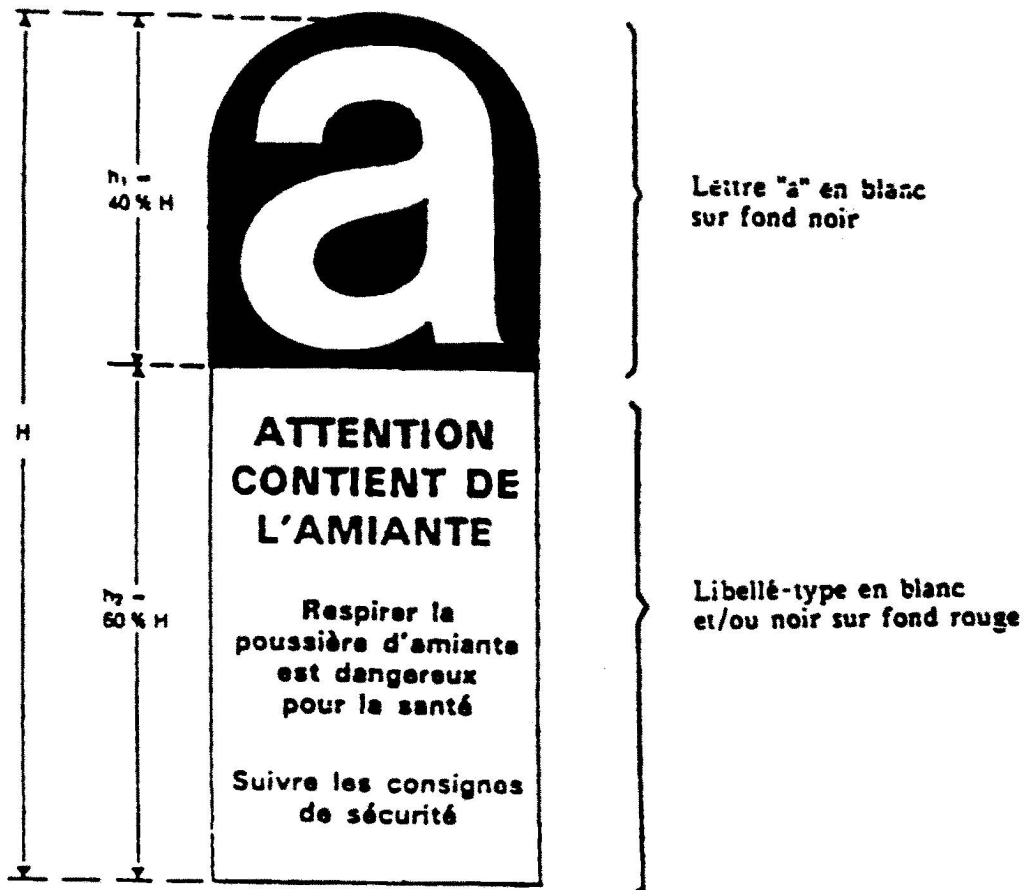 a
h₁ =
40 % H
Lettre "a" en blanc
sur fond noir
H
ATTENTION
CONTIENT DE
L'AMIANTE
h₂ =
60 % H
Respirer la
poussière d'amiante
est dangereux
pour la santé
Libellé-type en blanc
et/ou noir sur fond rouge
Suivre les consignes
de sécurité